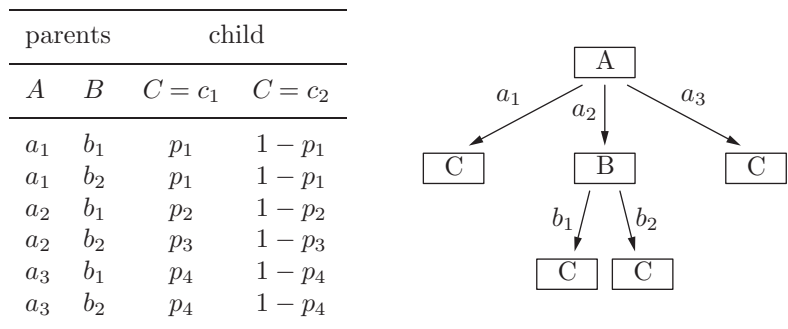 parents child
A B C = c₁ C = c₂
a₁ b₁ p₁ 1 − p₁
a₁ b₂ p₁ 1 − p₁
a₂ b₁ p₂ 1 − p₂
a₂ b₂ p₃ 1 − p₃
a₃ b₁ p₄ 1 − p₄
a₃ b₂ p₄ 1 − p₄
A
a₁ a₂ a₃
C B C
b₁ b₂
C C